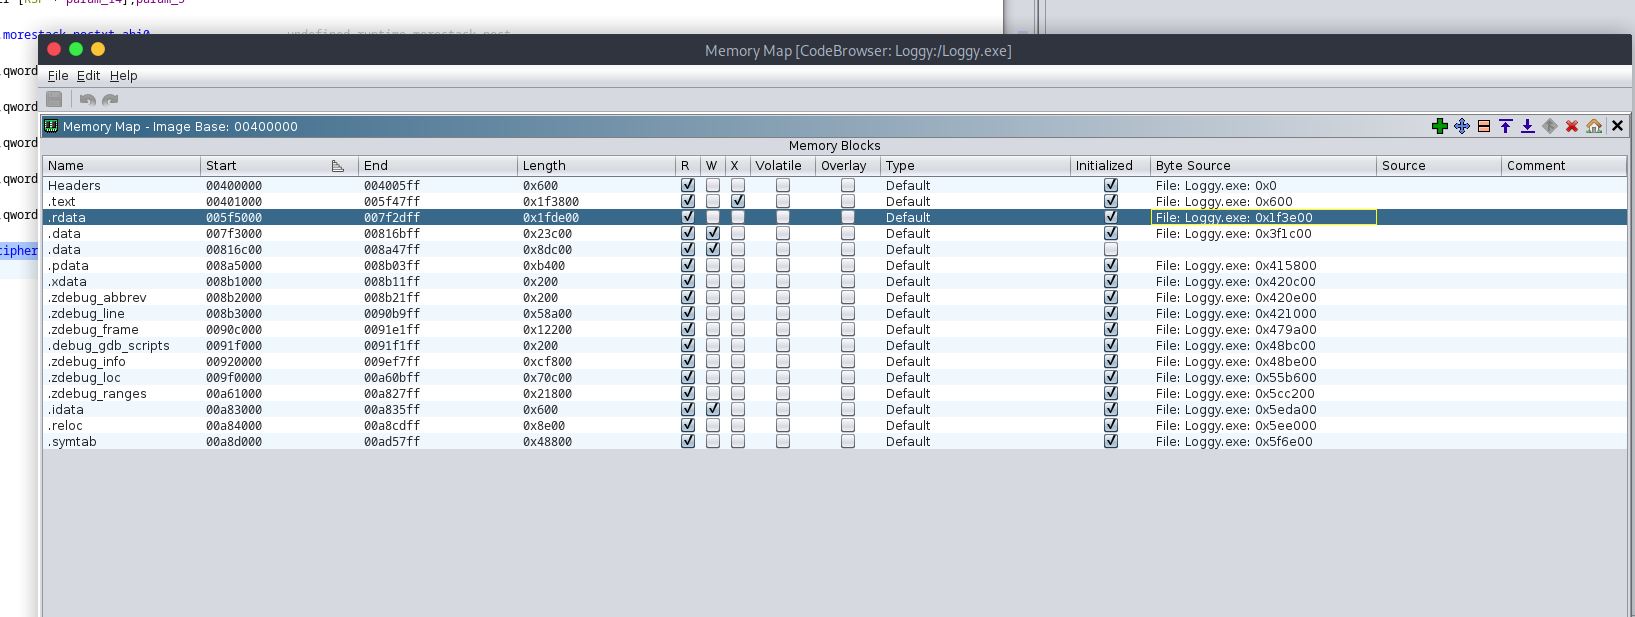 .morestack_noctxt.abi0
Memory Map [CodeBrowser: Loggy:/Loggy.exe]
File Edit Help
.qword
Memory Map - Image Base: 00400000
.qword
Memory Blocks
Name Start End Length R W X Volatile Overlay Type Initialized Byte Source Source Comment
Headers 00400000 004005ff 0x600 Default File: Loggy.exe: 0x0
.text 00401000 005f47ff 0x1f3800 Default File: Loggy.exe: 0x600
.rdata 005f5000 007f2dff 0x1fde00 Default File: Loggy.exe: 0x1f3e00
.data 007f3000 00816bff 0x23c00 Default File: Loggy.exe: 0x3f1c00
.data 00816c00 008a47ff 0x8dc00 Default
.pdata 008a5000 008b03ff 0xb400 Default File: Loggy.exe: 0x415800
.xdata 008b1000 008b11ff 0x200 Default File: Loggy.exe: 0x420c00
.zdebug_abbrev 008b2000 008b21ff 0x200 Default File: Loggy.exe: 0x420e00
.zdebug_line 008b3000 0090b9ff 0x58a00 Default File: Loggy.exe: 0x421000
.zdebug_frame 0090c000 0091e1ff 0x12200 Default File: Loggy.exe: 0x479a00
.debug_gdb_scripts 0091f000 0091f1ff 0x200 Default File: Loggy.exe: 0x48bc00
.zdebug_info 00920000 009ef7ff 0xcf800 Default File: Loggy.exe: 0x48be00
.zdebug_loc 009f0000 00a60bff 0x70c00 Default File: Loggy.exe: 0x55b600
.zdebug_ranges 00a61000 00a827ff 0x21800 Default File: Loggy.exe: 0x5cc200
.idata 00a83000 00a835ff 0x600 Default File: Loggy.exe: 0x5eda00
.reloc 00a84000 00a8cdff 0x8e00 Default File: Loggy.exe: 0x5ee000
.symtab 00a8d000 00ad57ff 0x48800 Default File: Loggy.exe: 0x5f6e00
.qword
.qword
.qword
cipher